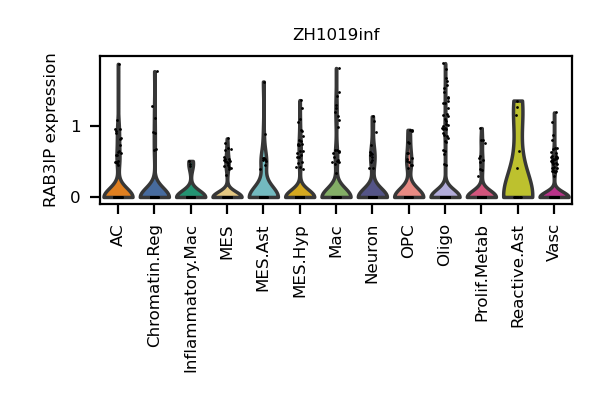 ZH1019inf
RAB3IP expression
1
0
AC
Chromatin.Reg
Inflammatory.Mac
MES
MES.Ast
MES.Hyp
Mac
Neuron
OPC
Oligo
Prolif.Metab
Reactive.Ast
Vasc